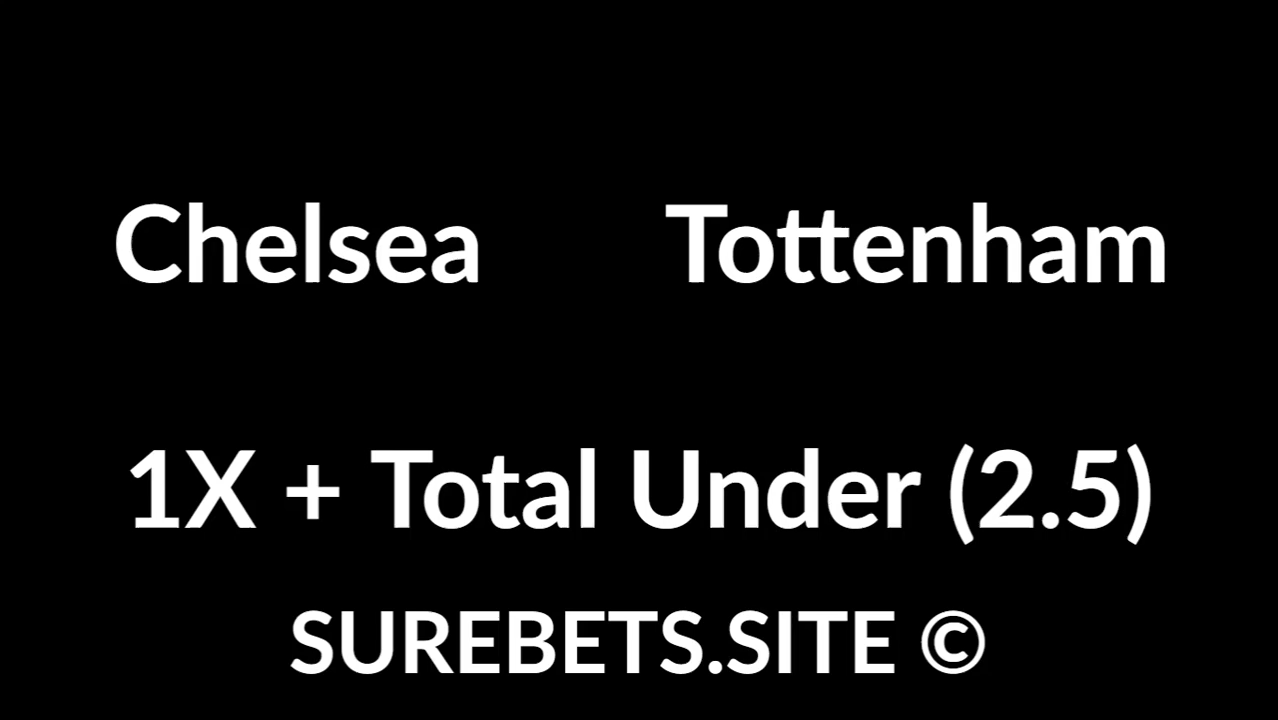 Chelsea Tottenham
1X + Total Under (2.5)
SUREBETS.SITE ©